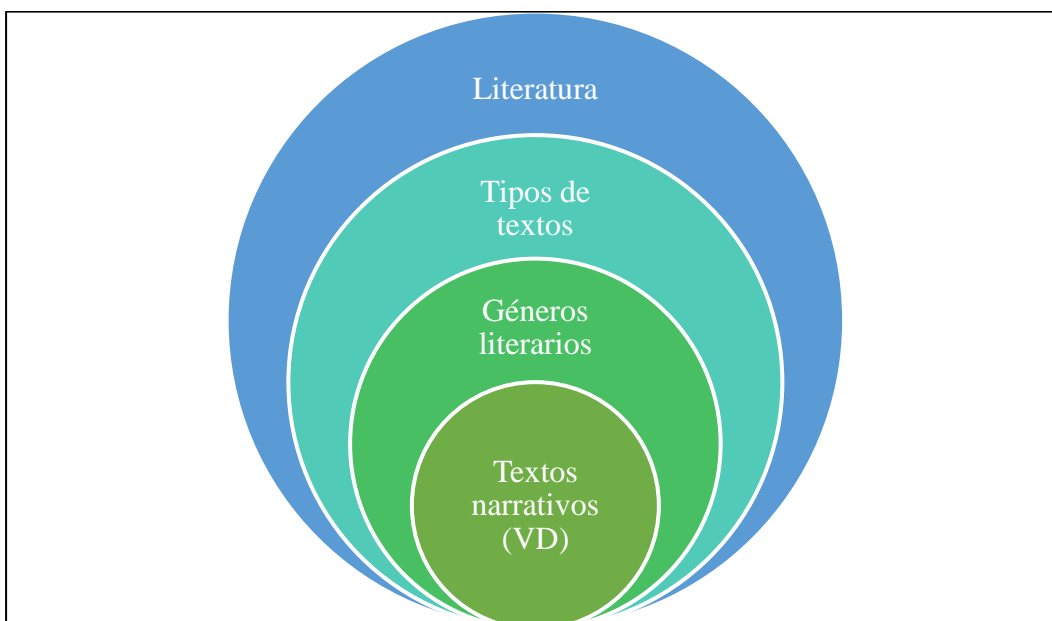 Literatura
Tipos de
textos
Géneros
literarios
Textos
narrativos
(VD)